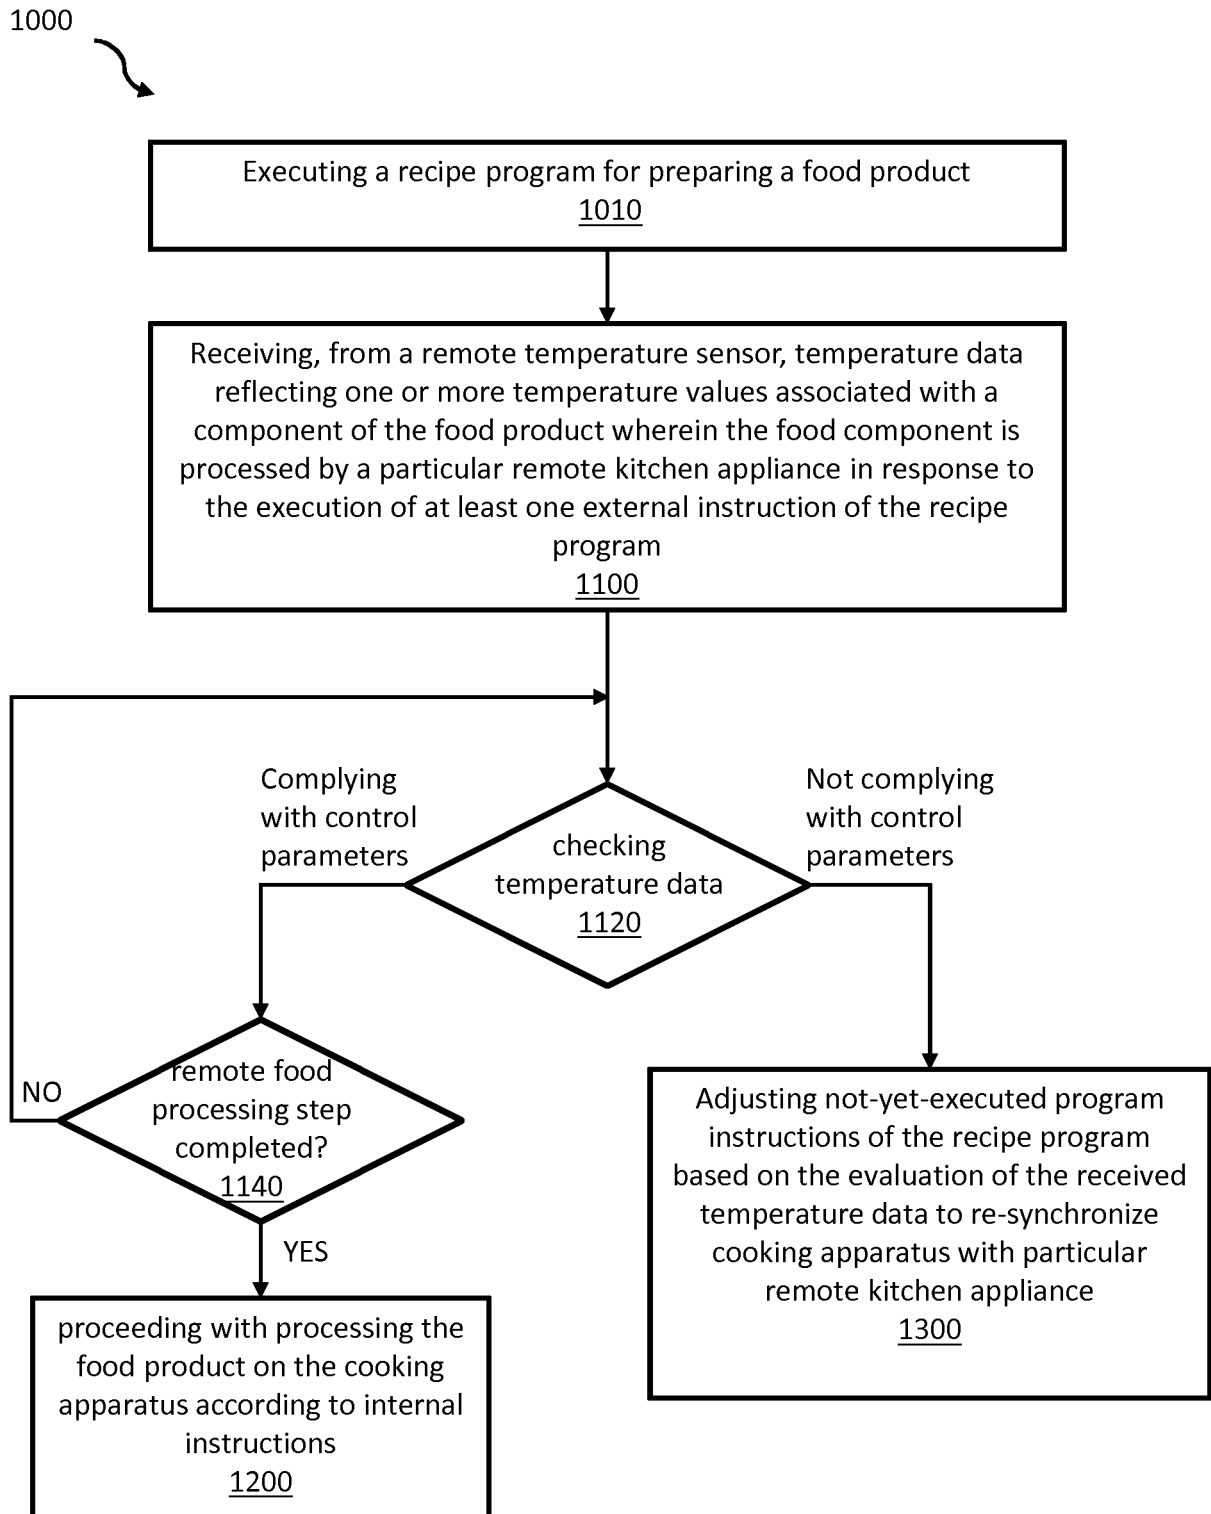 1000
Executing a recipe program for preparing a food product
1010
Receiving, from a remote temperature sensor, temperature data
reflecting one or more temperature values associated with a
component of the food product wherein the food component is
processed by a particular remote kitchen appliance in response to
the execution of at least one external instruction of the recipe
program
1100
Complying
with control
parameters
Not complying
with control
parameters
checking
temperature data
1120
NO
remote food
processing step
completed?
1140
YES
Adjusting not-yet-executed program
instructions of the recipe program
based on the evaluation of the received
temperature data to re-synchronize
cooking apparatus with particular
remote kitchen appliance
1300
proceeding with processing the
food product on the cooking
apparatus according to internal
instructions
1200